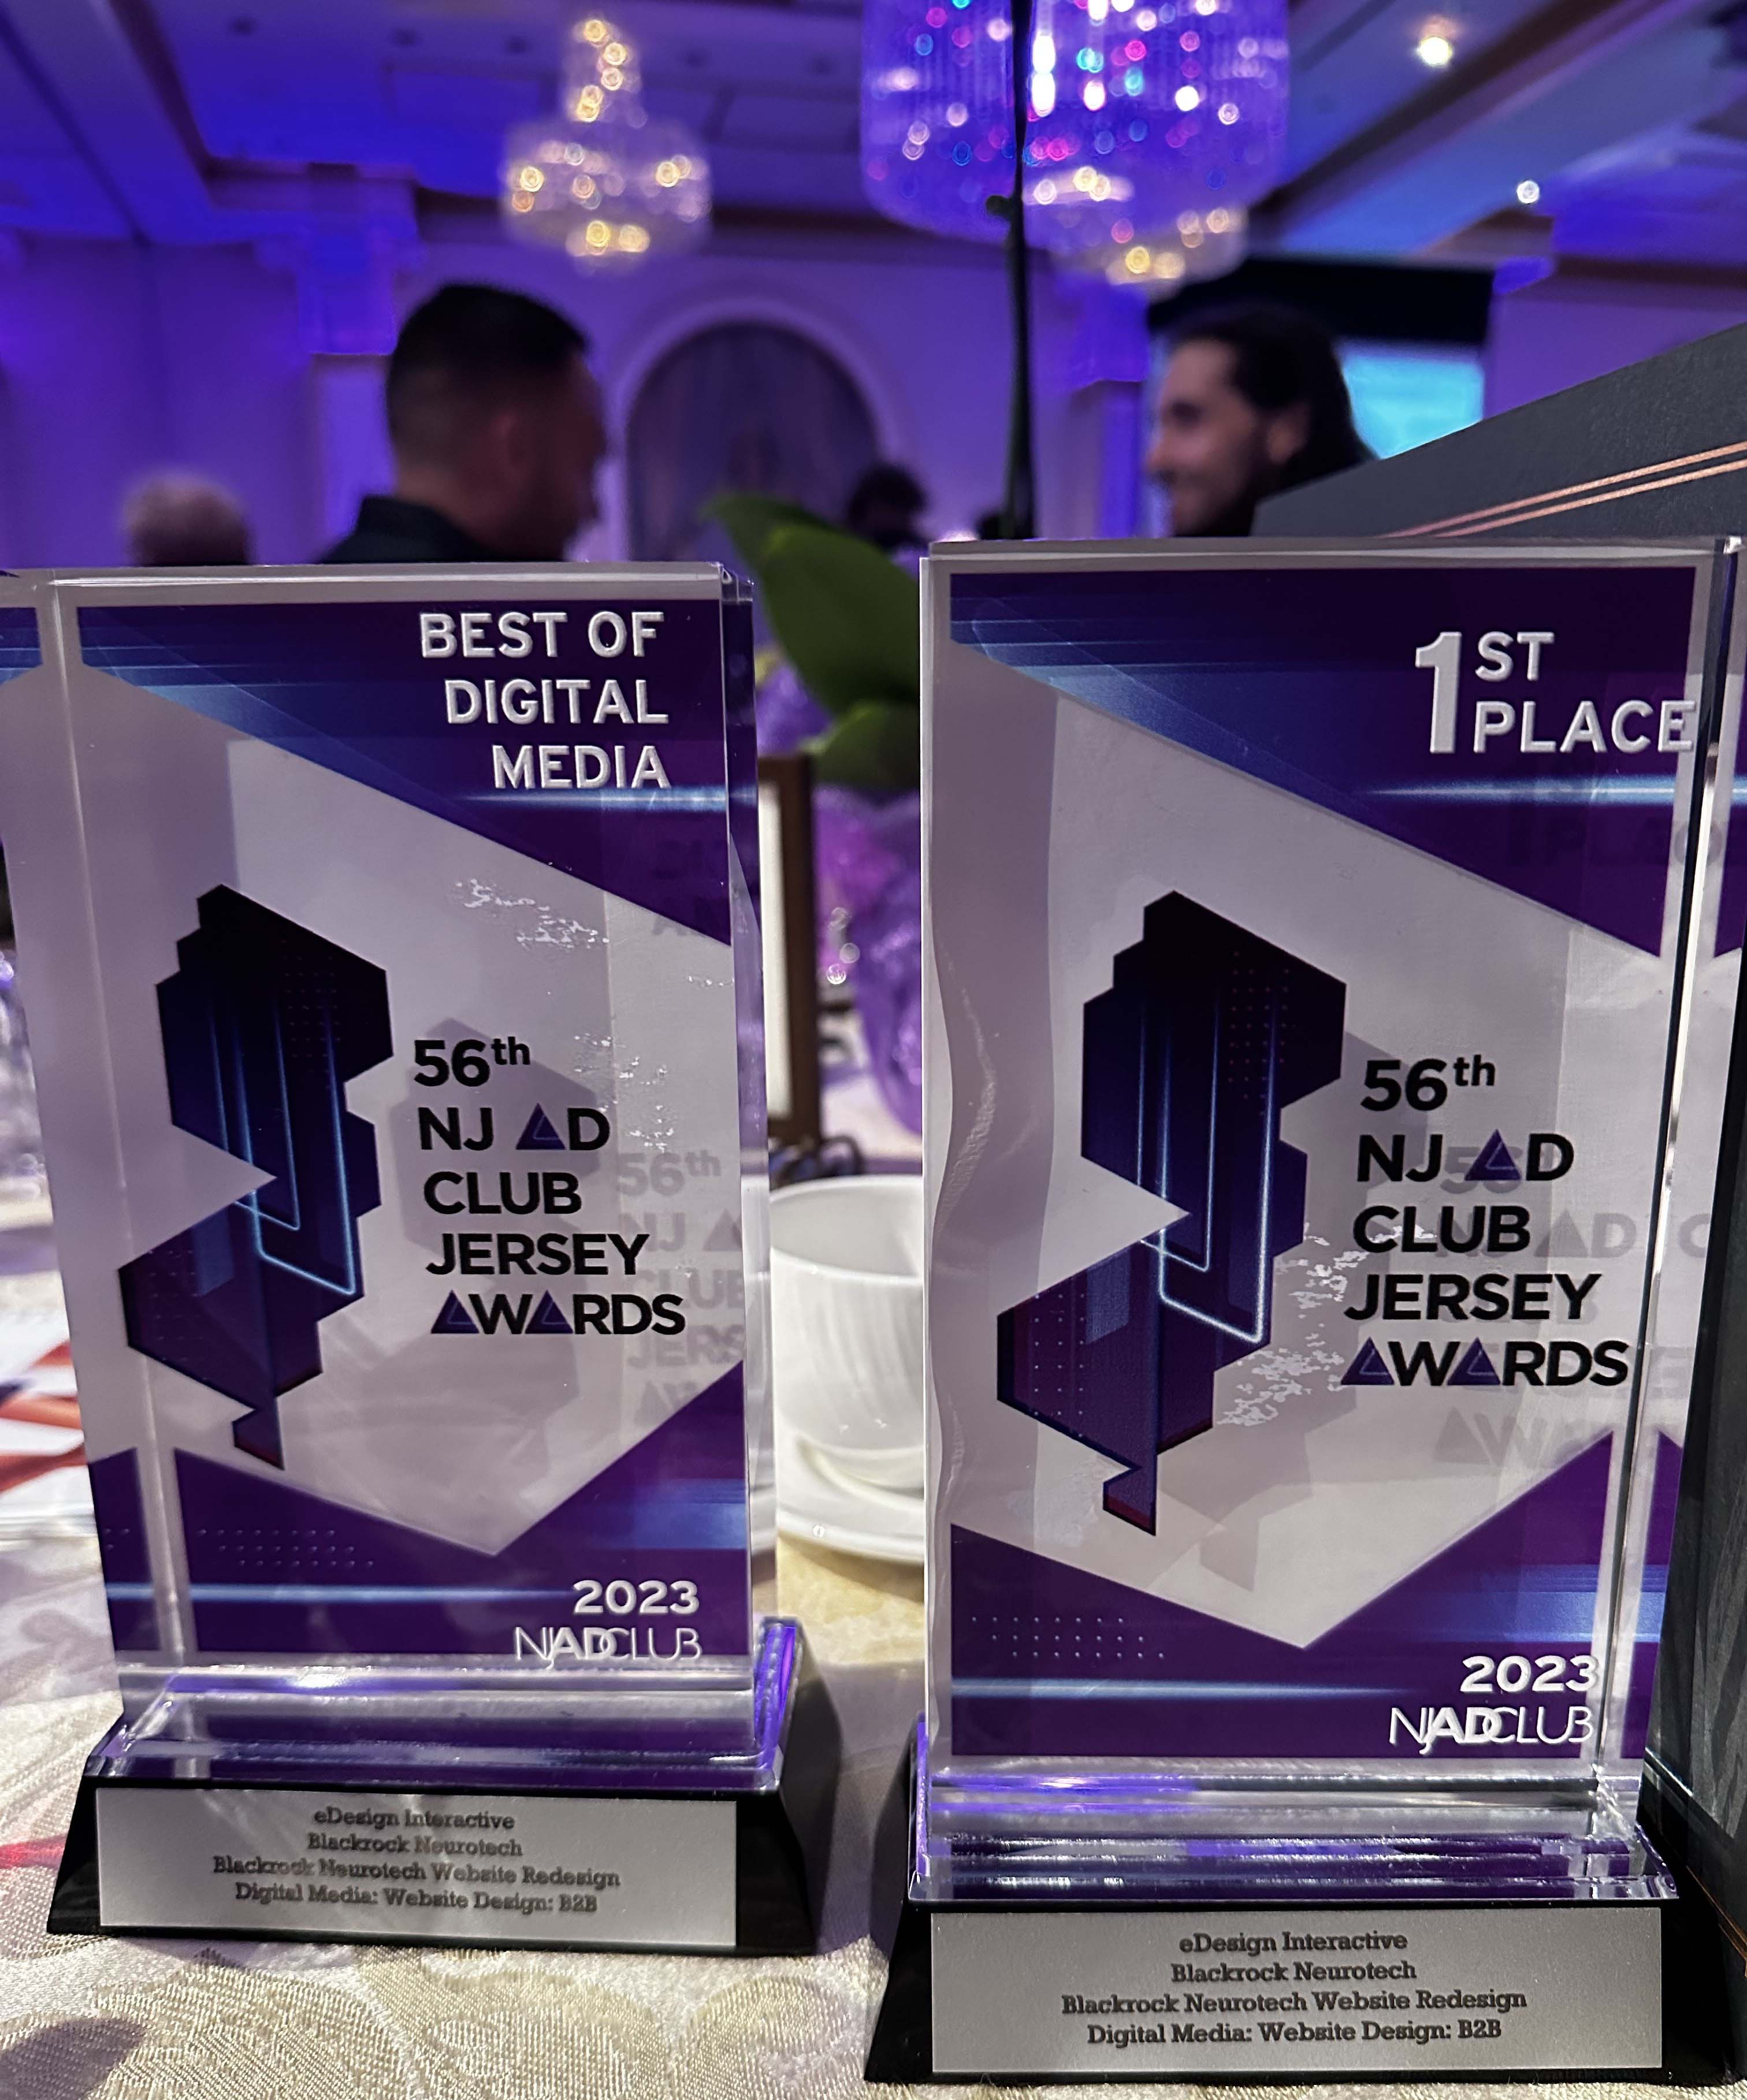 BEST OF
DIGITAL
MEDIA
56th
NJ AD
CLUB
JERSEY
AWARDS
2023
NJADCLUB
eDesign Interactive
Blackrock Neurotech
Blackrock Neurotech Website Redesign
Digital Media: Website Design: B2B
1ST
PLACE
56th
NJ AD
CLUB
JERSEY
AWARDS
2023
NJADCLUB
eDesign Interactive
Blackrock Neurotech
Blackrock Neurotech Website Redesign
Digital Media: Website Design: B2B